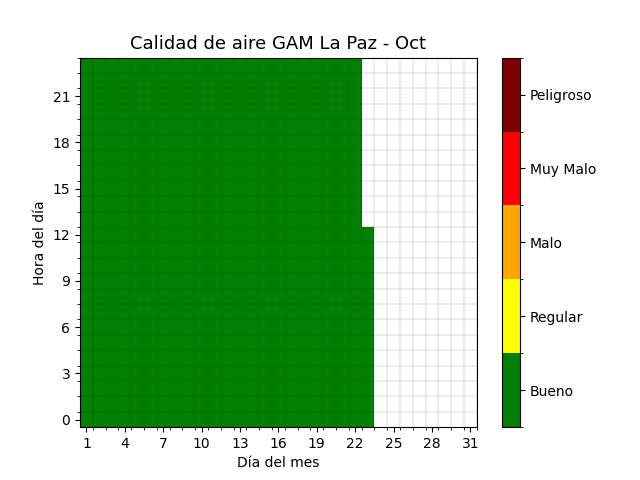 Calidad de aire GAM La Paz - Oct
Hora del día
21
18
15
12
9
6
3
0
1 4 7 10 13 16 19 22 25 28 31
Día del mes
Peligroso
Muy Malo
Malo
Regular
Bueno